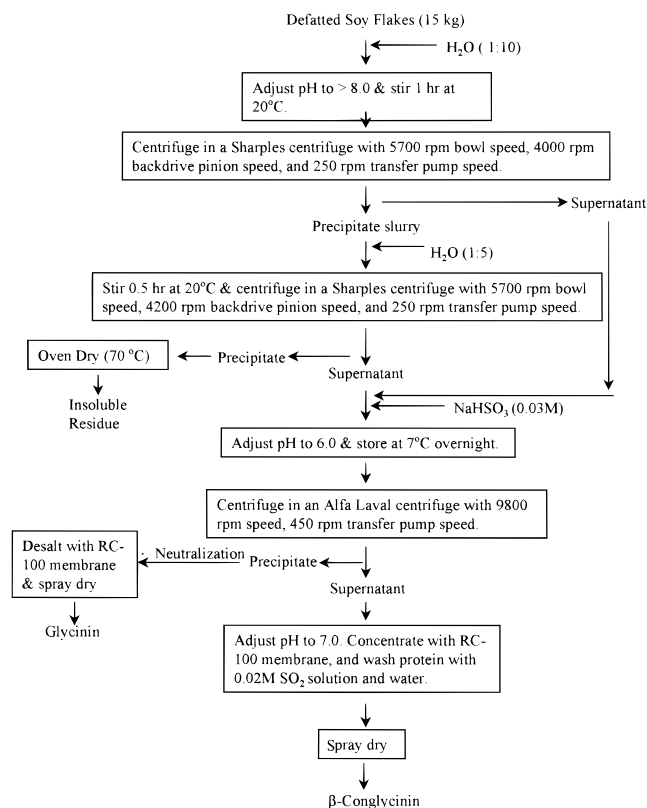 Defatted Soy Flakes (15 kg)
H₂O ( 1:10)
Adjust pH to > 8.0 & stir 1 hr at
20°C.
Centrifuge in a Sharples centrifuge with 5700 rpm bowl speed, 4000 rpm
backdrive pinion speed, and 250 rpm transfer pump speed.
Supernatant
Precipitate slurry
H₂O (1:5)
Stir 0.5 hr at 20°C & centrifuge in a Sharples centrifuge with 5700 rpm bowl
speed, 4200 rpm backdrive pinion speed, and 250 rpm transfer pump speed.
Oven Dry (70 °C)
Precipitate
Supernatant
Insoluble
Residue
NaHSO₃ (0.03M)
Adjust pH to 6.0 & store at 7°C overnight.
Centrifuge in an Alfa Laval centrifuge with 9800
rpm speed, 450 rpm transfer pump speed.
Desalt with RC-
100 membrane
& spray dry
Neutralization
Precipitate
Supernatant
Glycinin
Adjust pH to 7.0. Concentrate with RC-
100 membrane, and wash protein with
0.02M SO₂ solution and water.
Spray dry
β-Conglycinin